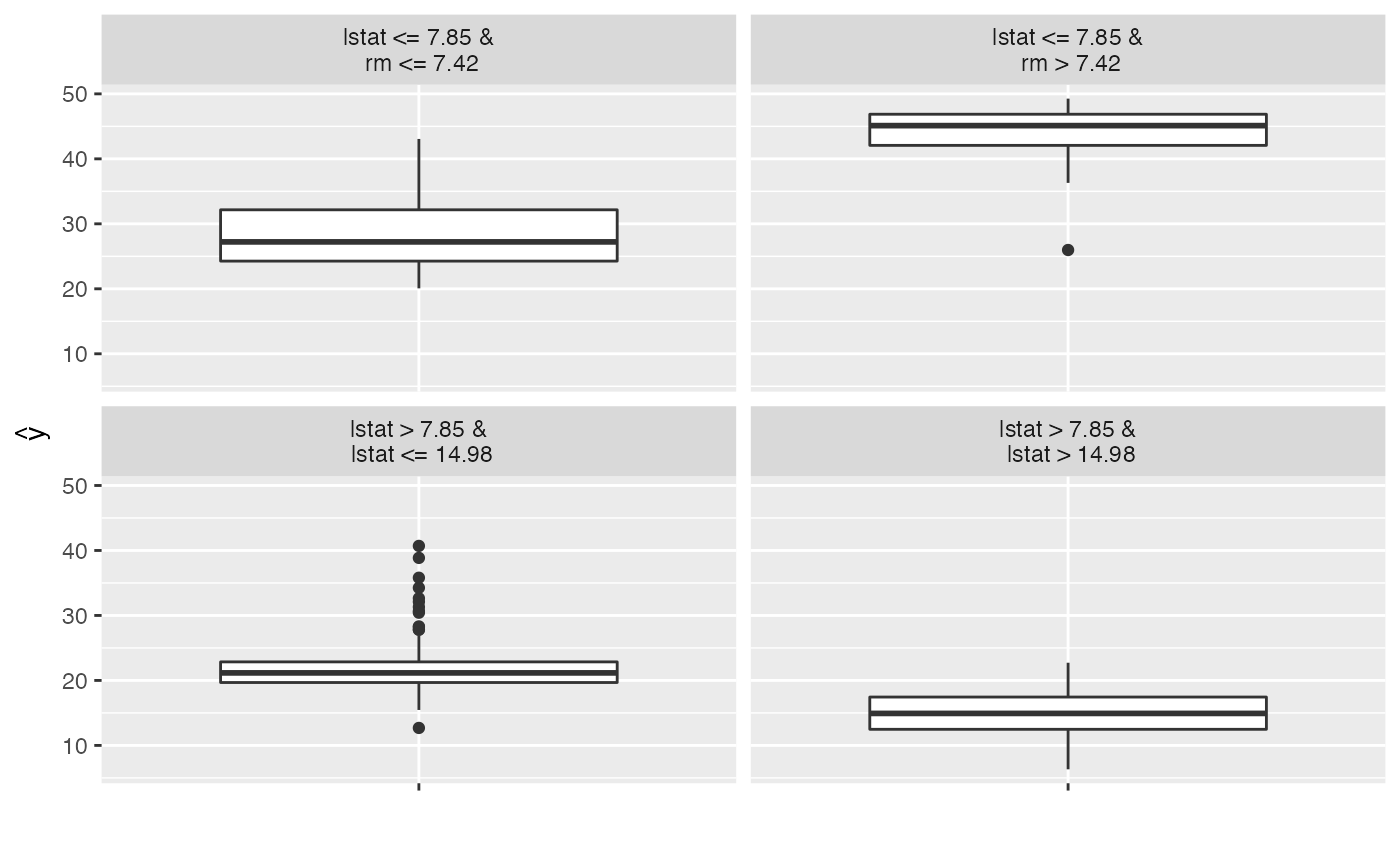 lstat <= 7.85 &
rm <= 7.42
lstat <= 7.85 &
rm > 7.42
50
40
30
20
10
ŷ
lstat > 7.85 &
lstat <= 14.98
lstat > 7.85 &
lstat > 14.98
50
40
30
20
10